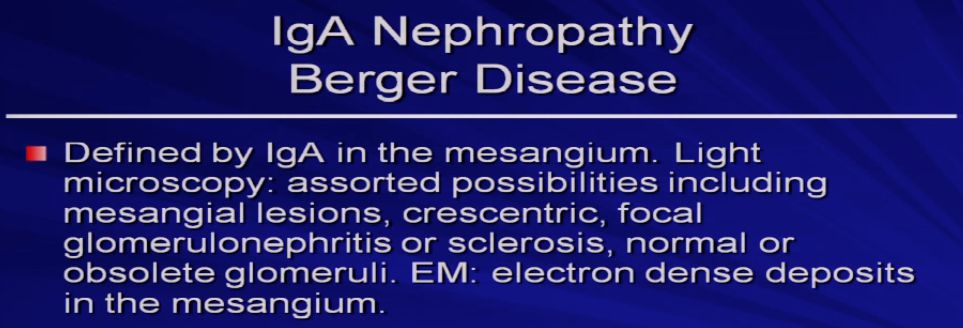 IgA Nephropathy
Berger Disease
Defined by IgA in the mesangium. Light
microscopy: assorted possibilities including
mesangial lesions, crescentric, focal
glomerulonephritis or sclerosis, normal or
obsolete glomeruli. EM: electron dense deposits
in the mesangium.